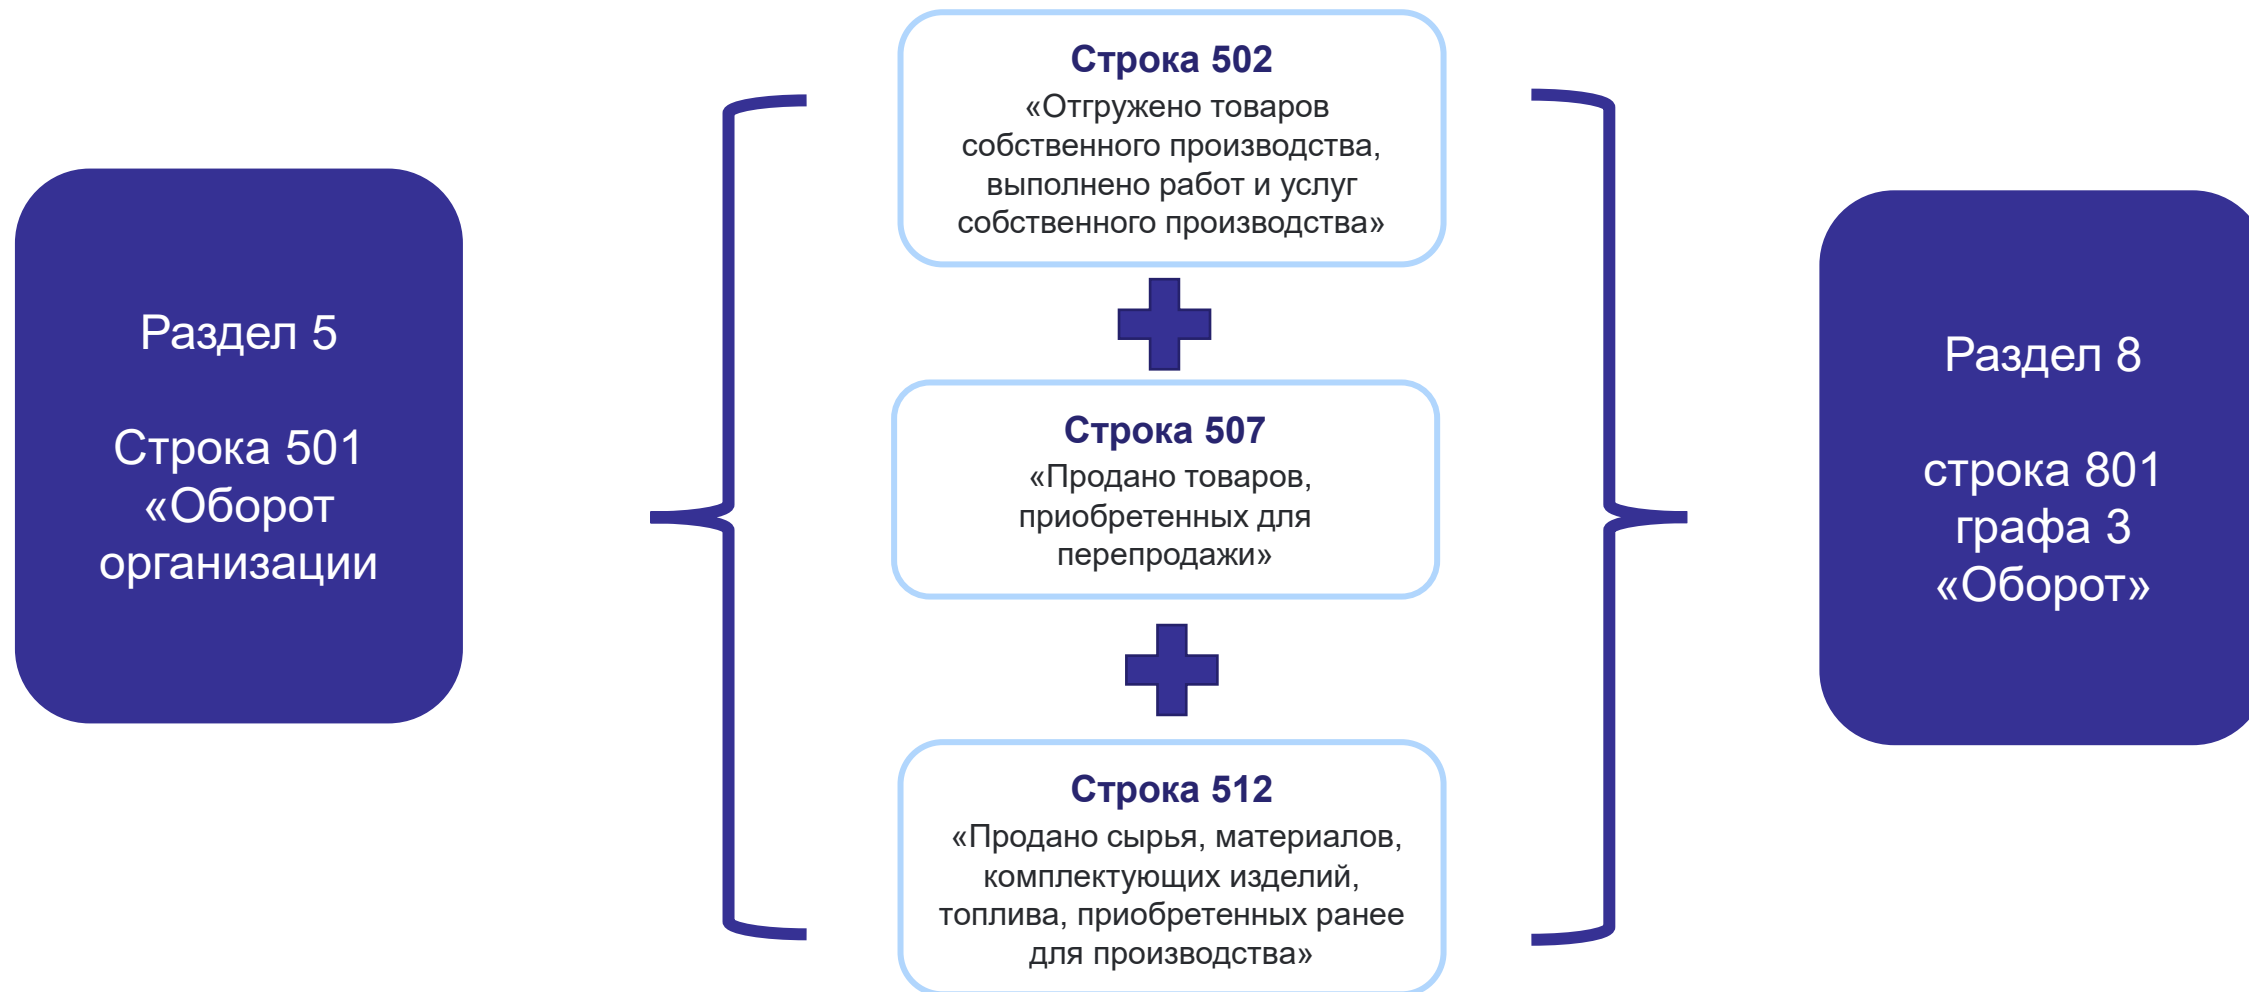 Раздел 5
Строка 501
«Оборот
организации
Строка 502
«Отгружено товаров
собственного производства,
выполнено работ и услуг
собственного производства»
Строка 507
«Продано товаров,
приобретенных для
перепродажи»
Строка 512
«Продано сырья, материалов,
комплектующих изделий,
топлива, приобретенных ранее
для производства»
Раздел 8
строка 801
графа 3
«Оборот»